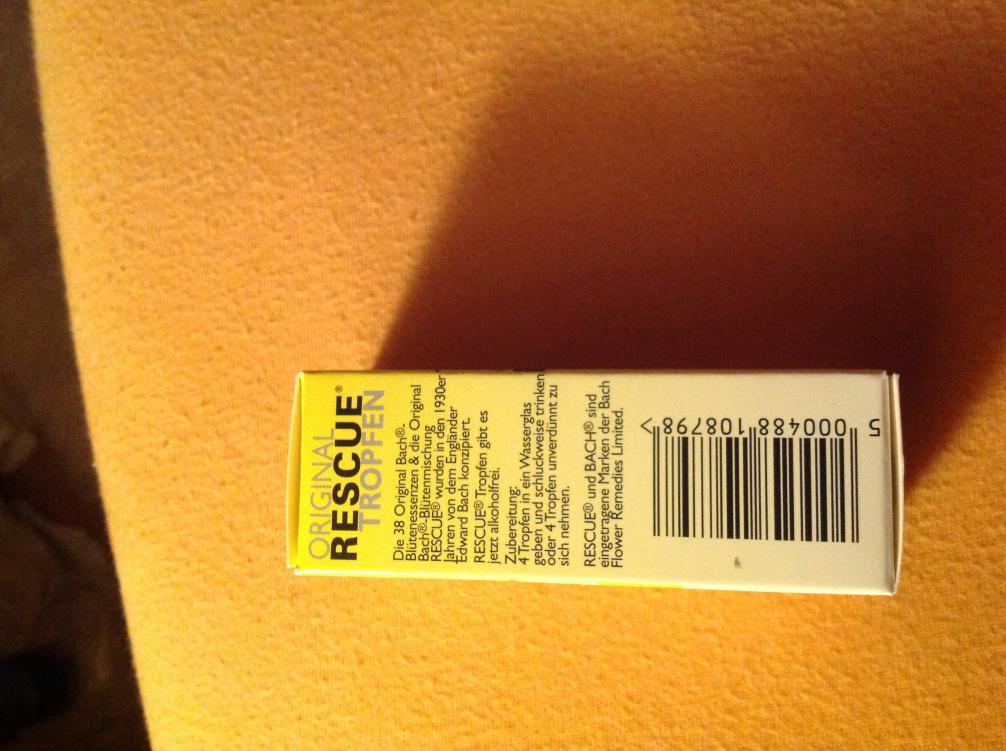 ORIGINAL
RESCUE®
TROPFEN
Die 38 Original Bach®-
Blütenessenzen & die Original
Bach®-Blütenmischung
RESCUE® wurden in den 1930er
Jahren von dem Engländer
Edward Bach konzipiert.
RESCUE® Tropfen gibt es
jetzt alkoholfrei.
Zubereitung:
4 Tropfen in ein Wasserglas
geben und schluckweise trinken
oder 4 Tropfen unverdünnt zu
sich nehmen.
RESCUE® und BACH® sind
eingetragene Marken der Bach
Flower Remedies Limited.
5 000488 108798 >